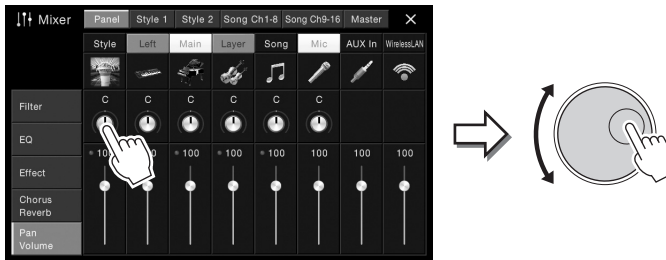 Mixer Panel Style 1 Style 2 Song Ch1-8 Song Ch9-16 Master
Style Left Main Layer Song Mic AUX In WirelessLAN
Filter
C C C C C C
EQ
100 100 100 100 100 100 100
Effect
Chorus
Reverb
Pan
Volume